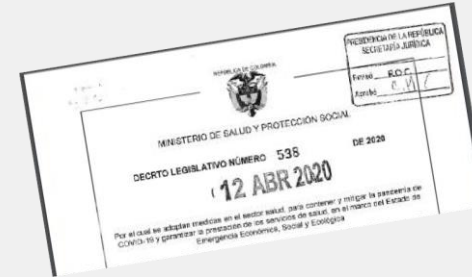 PRESIDENCIA DE LA REPÚBLICA
SECRETARÍA JURÍDICA
Revisó R.O.C.
Aprobó
REPÚBLICA DE COLOMBIA
MINISTERIO DE SALUD Y PROTECCIÓN SOCIAL
DECRTO LEGISLATIVO NÚMERO 538 DE 2020
( 12 ABR 2020
Por el cual se adoptan medidas en el sector salud, para contener y mitigar la pandemia de
COVID-19 y garantizar la prestación de los servicios de salud, en el marco del Estado de
Emergencia Económica, Social y Ecológica